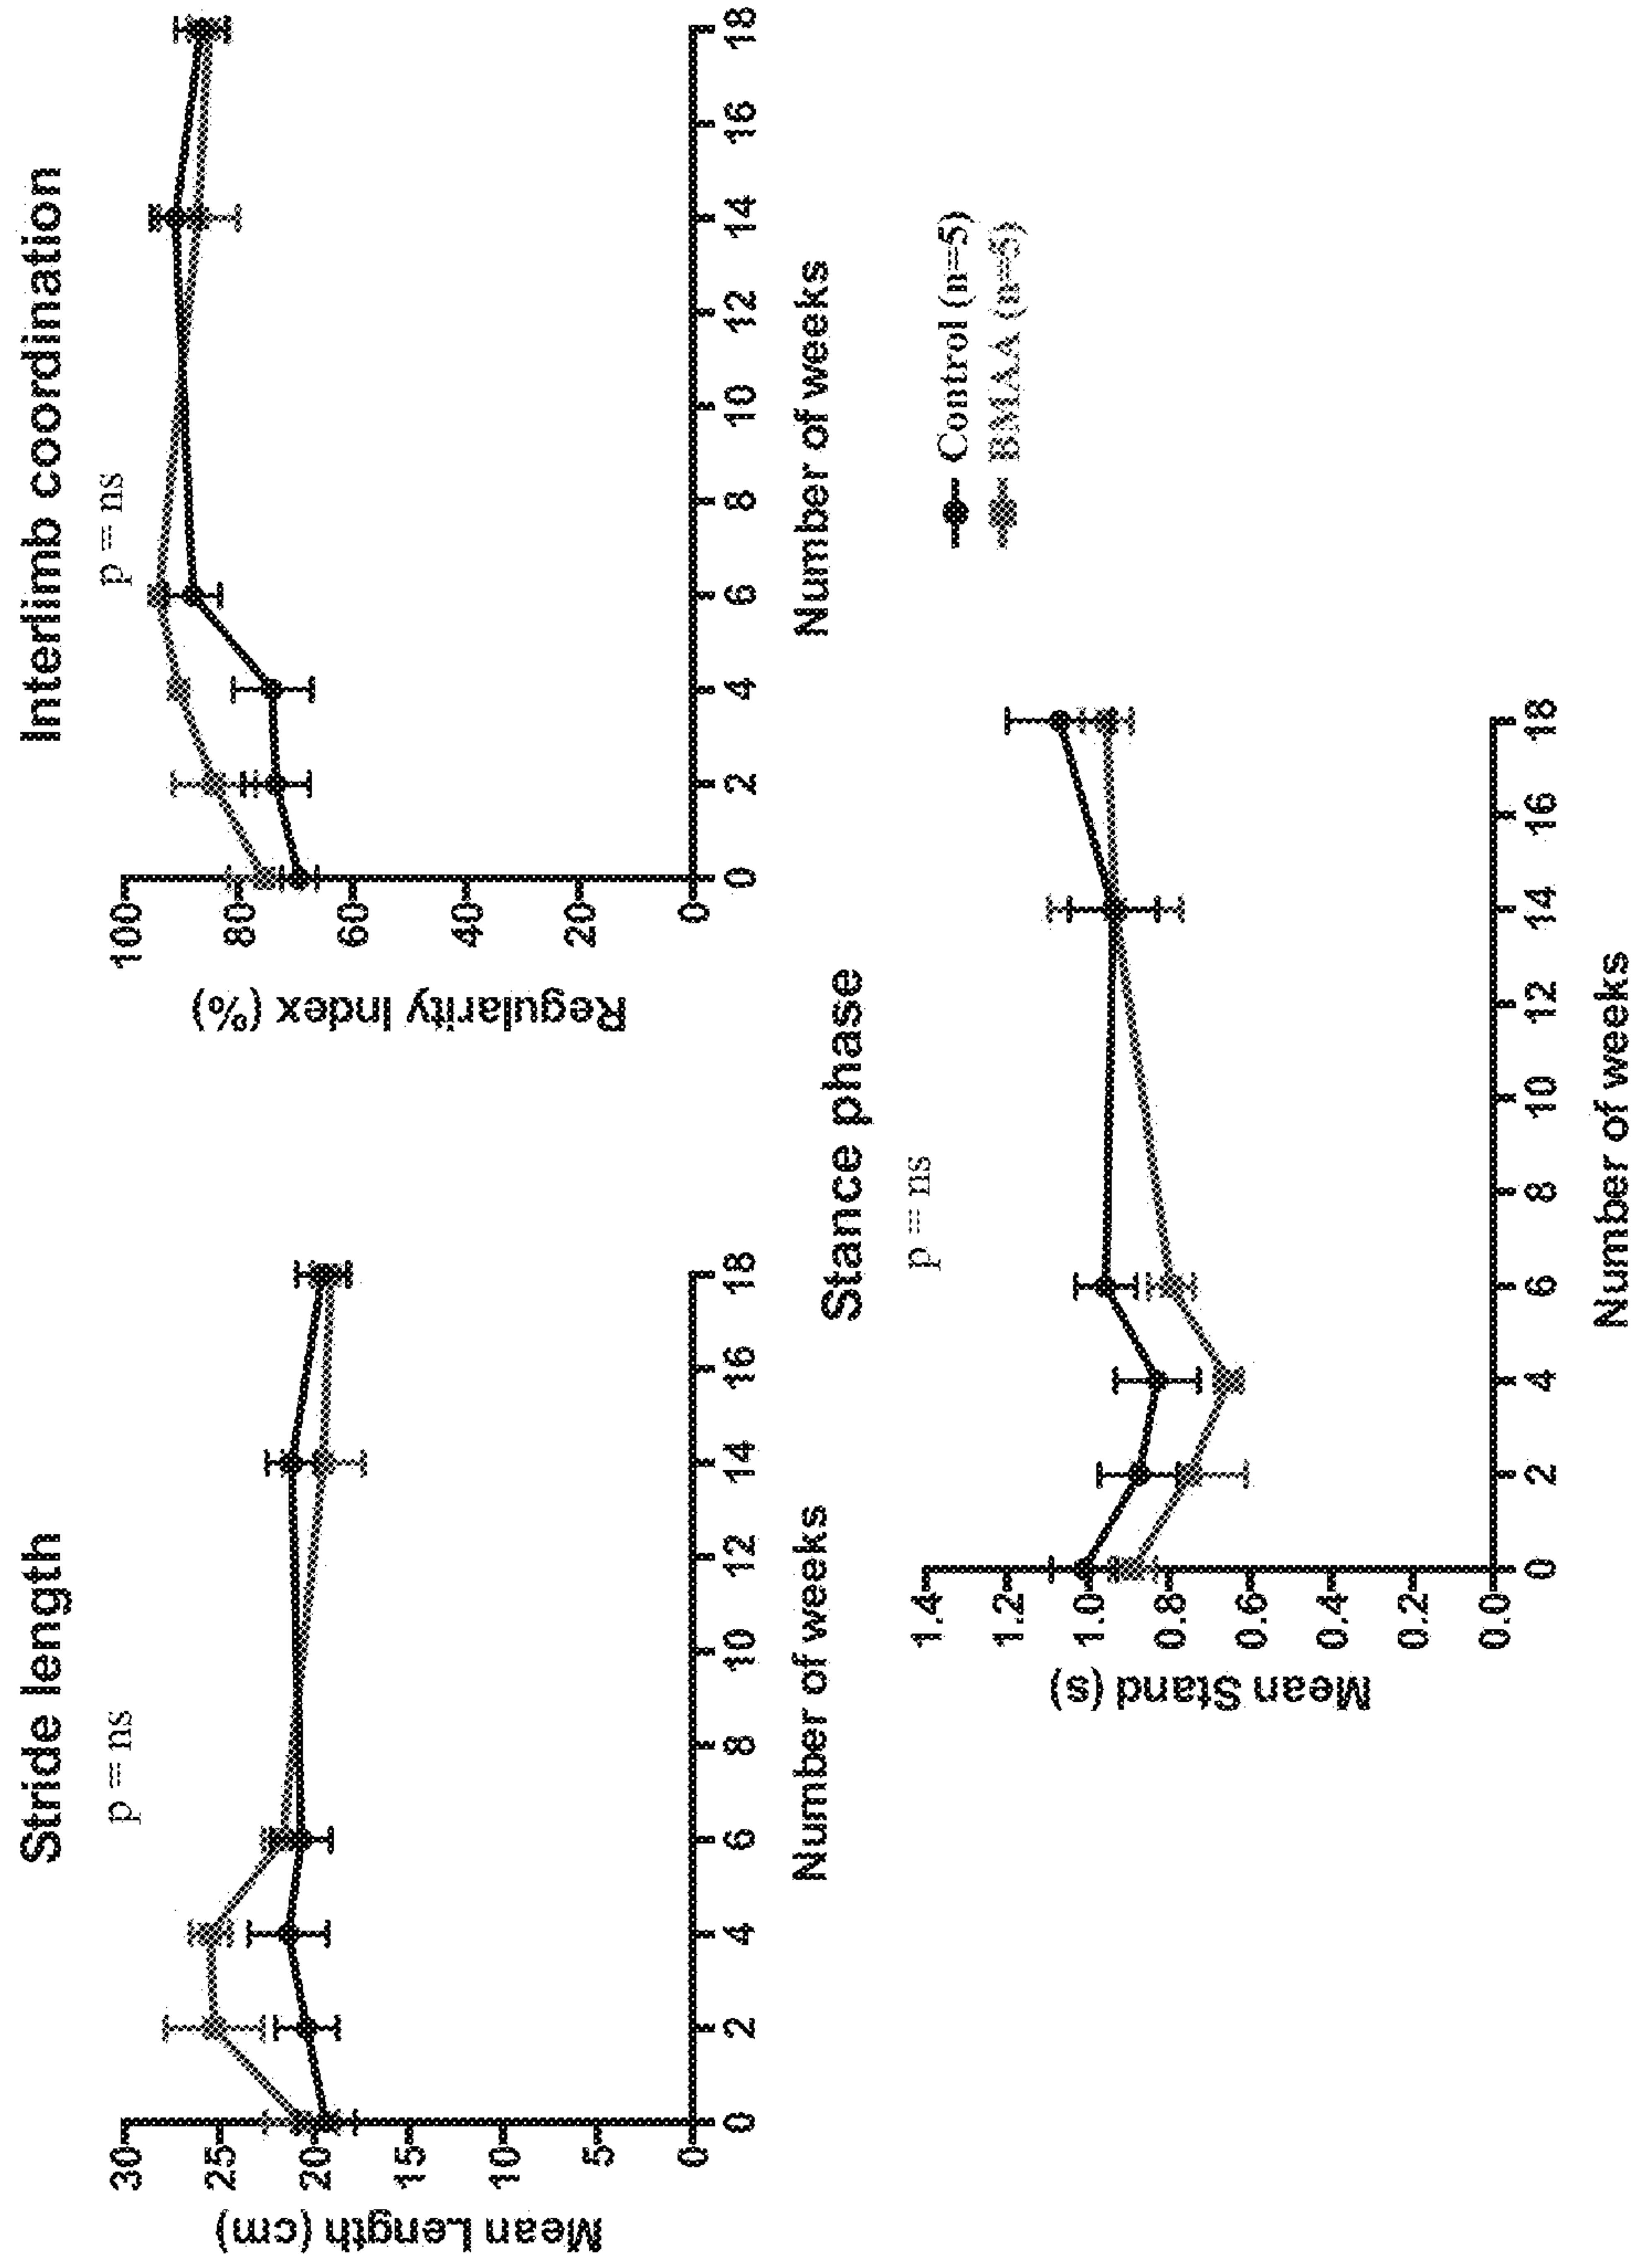 Stride length
p = ns
Mean Length (cm)
30
25
20
15
10
5
0
0 2 4 6 8 10 12 14 16 18
Number of weeks
Interlimb coordination
p = ns
Regularity Index (%)
100
80
60
40
20
0
0 2 4 6 8 10 12 14 16 18
Number of weeks
Stance phase
p = ns
Mean Stand (s)
1.4
1.2
1.0
0.8
0.6
0.4
0.2
0.0
0 2 4 6 8 10 12 14 16 18
Number of weeks
Control (n=5)
BMAA (n=5)